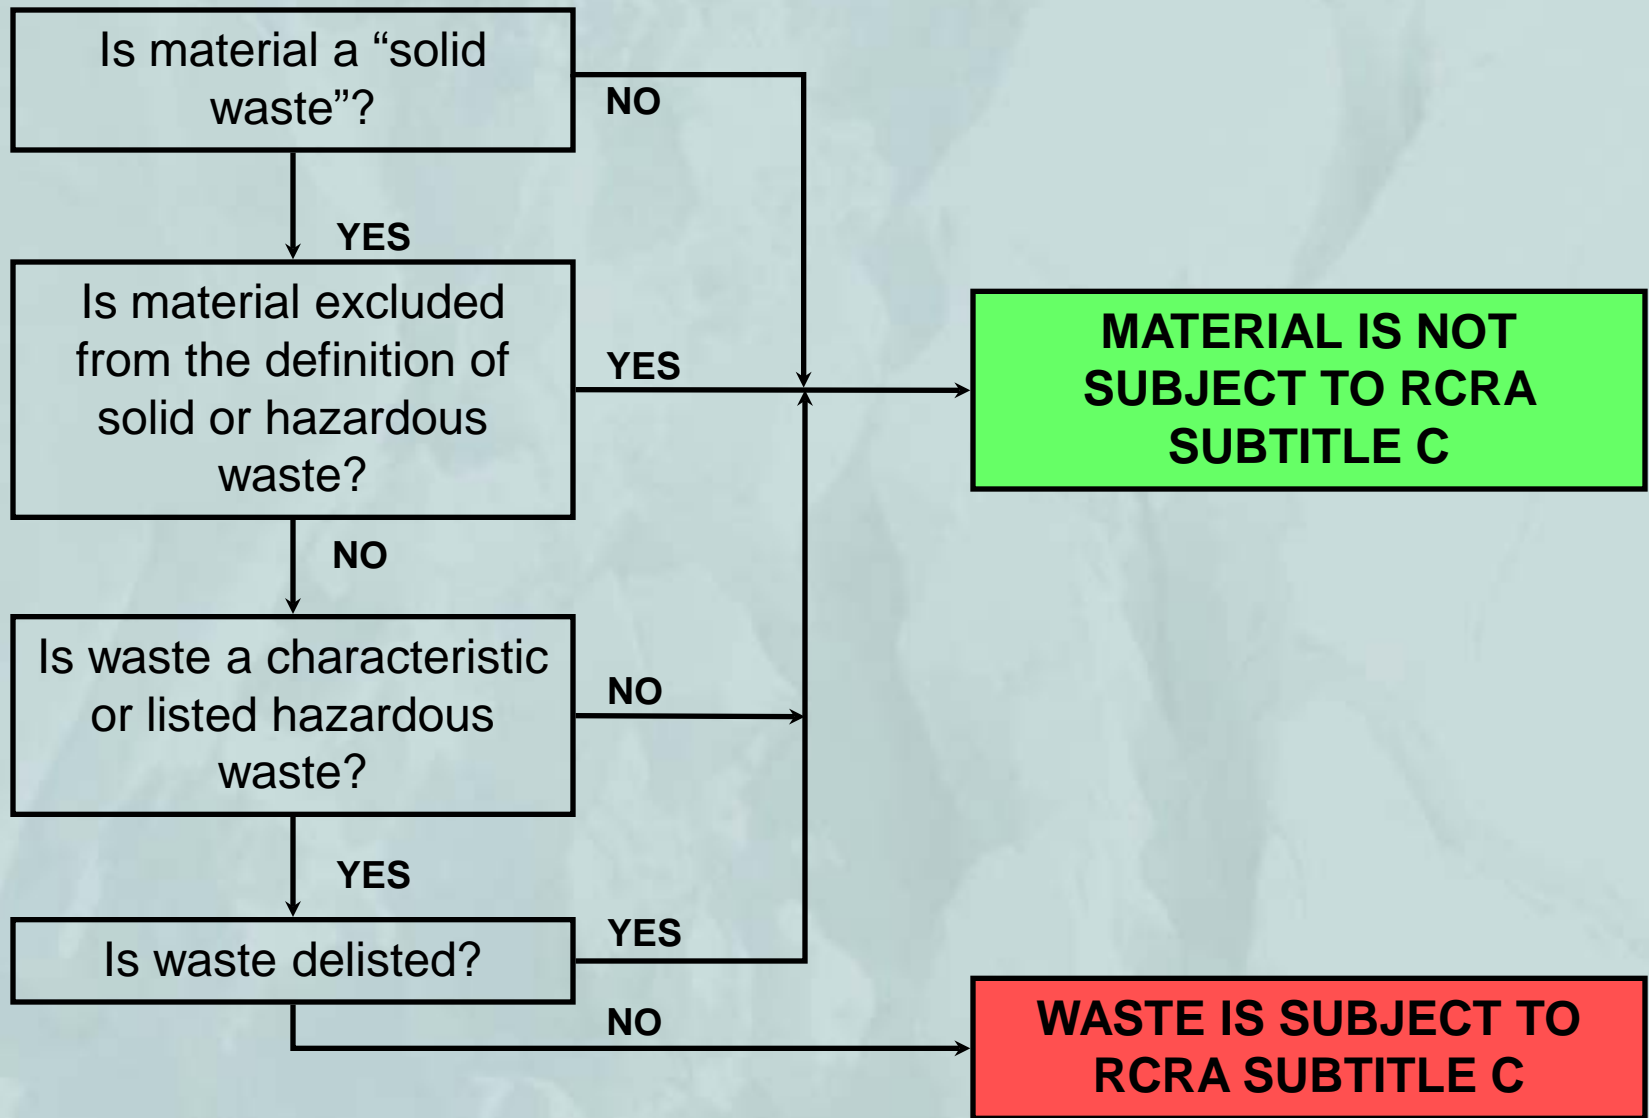 Is material a “solid
waste”?
NO
YES
Is material excluded
from the definition of
solid or hazardous
waste?
YES
MATERIAL IS NOT
SUBJECT TO RCRA
SUBTITLE C
NO
Is waste a characteristic
or listed hazardous
waste?
NO
YES
Is waste delisted?
YES
NO
WASTE IS SUBJECT TO
RCRA SUBTITLE C